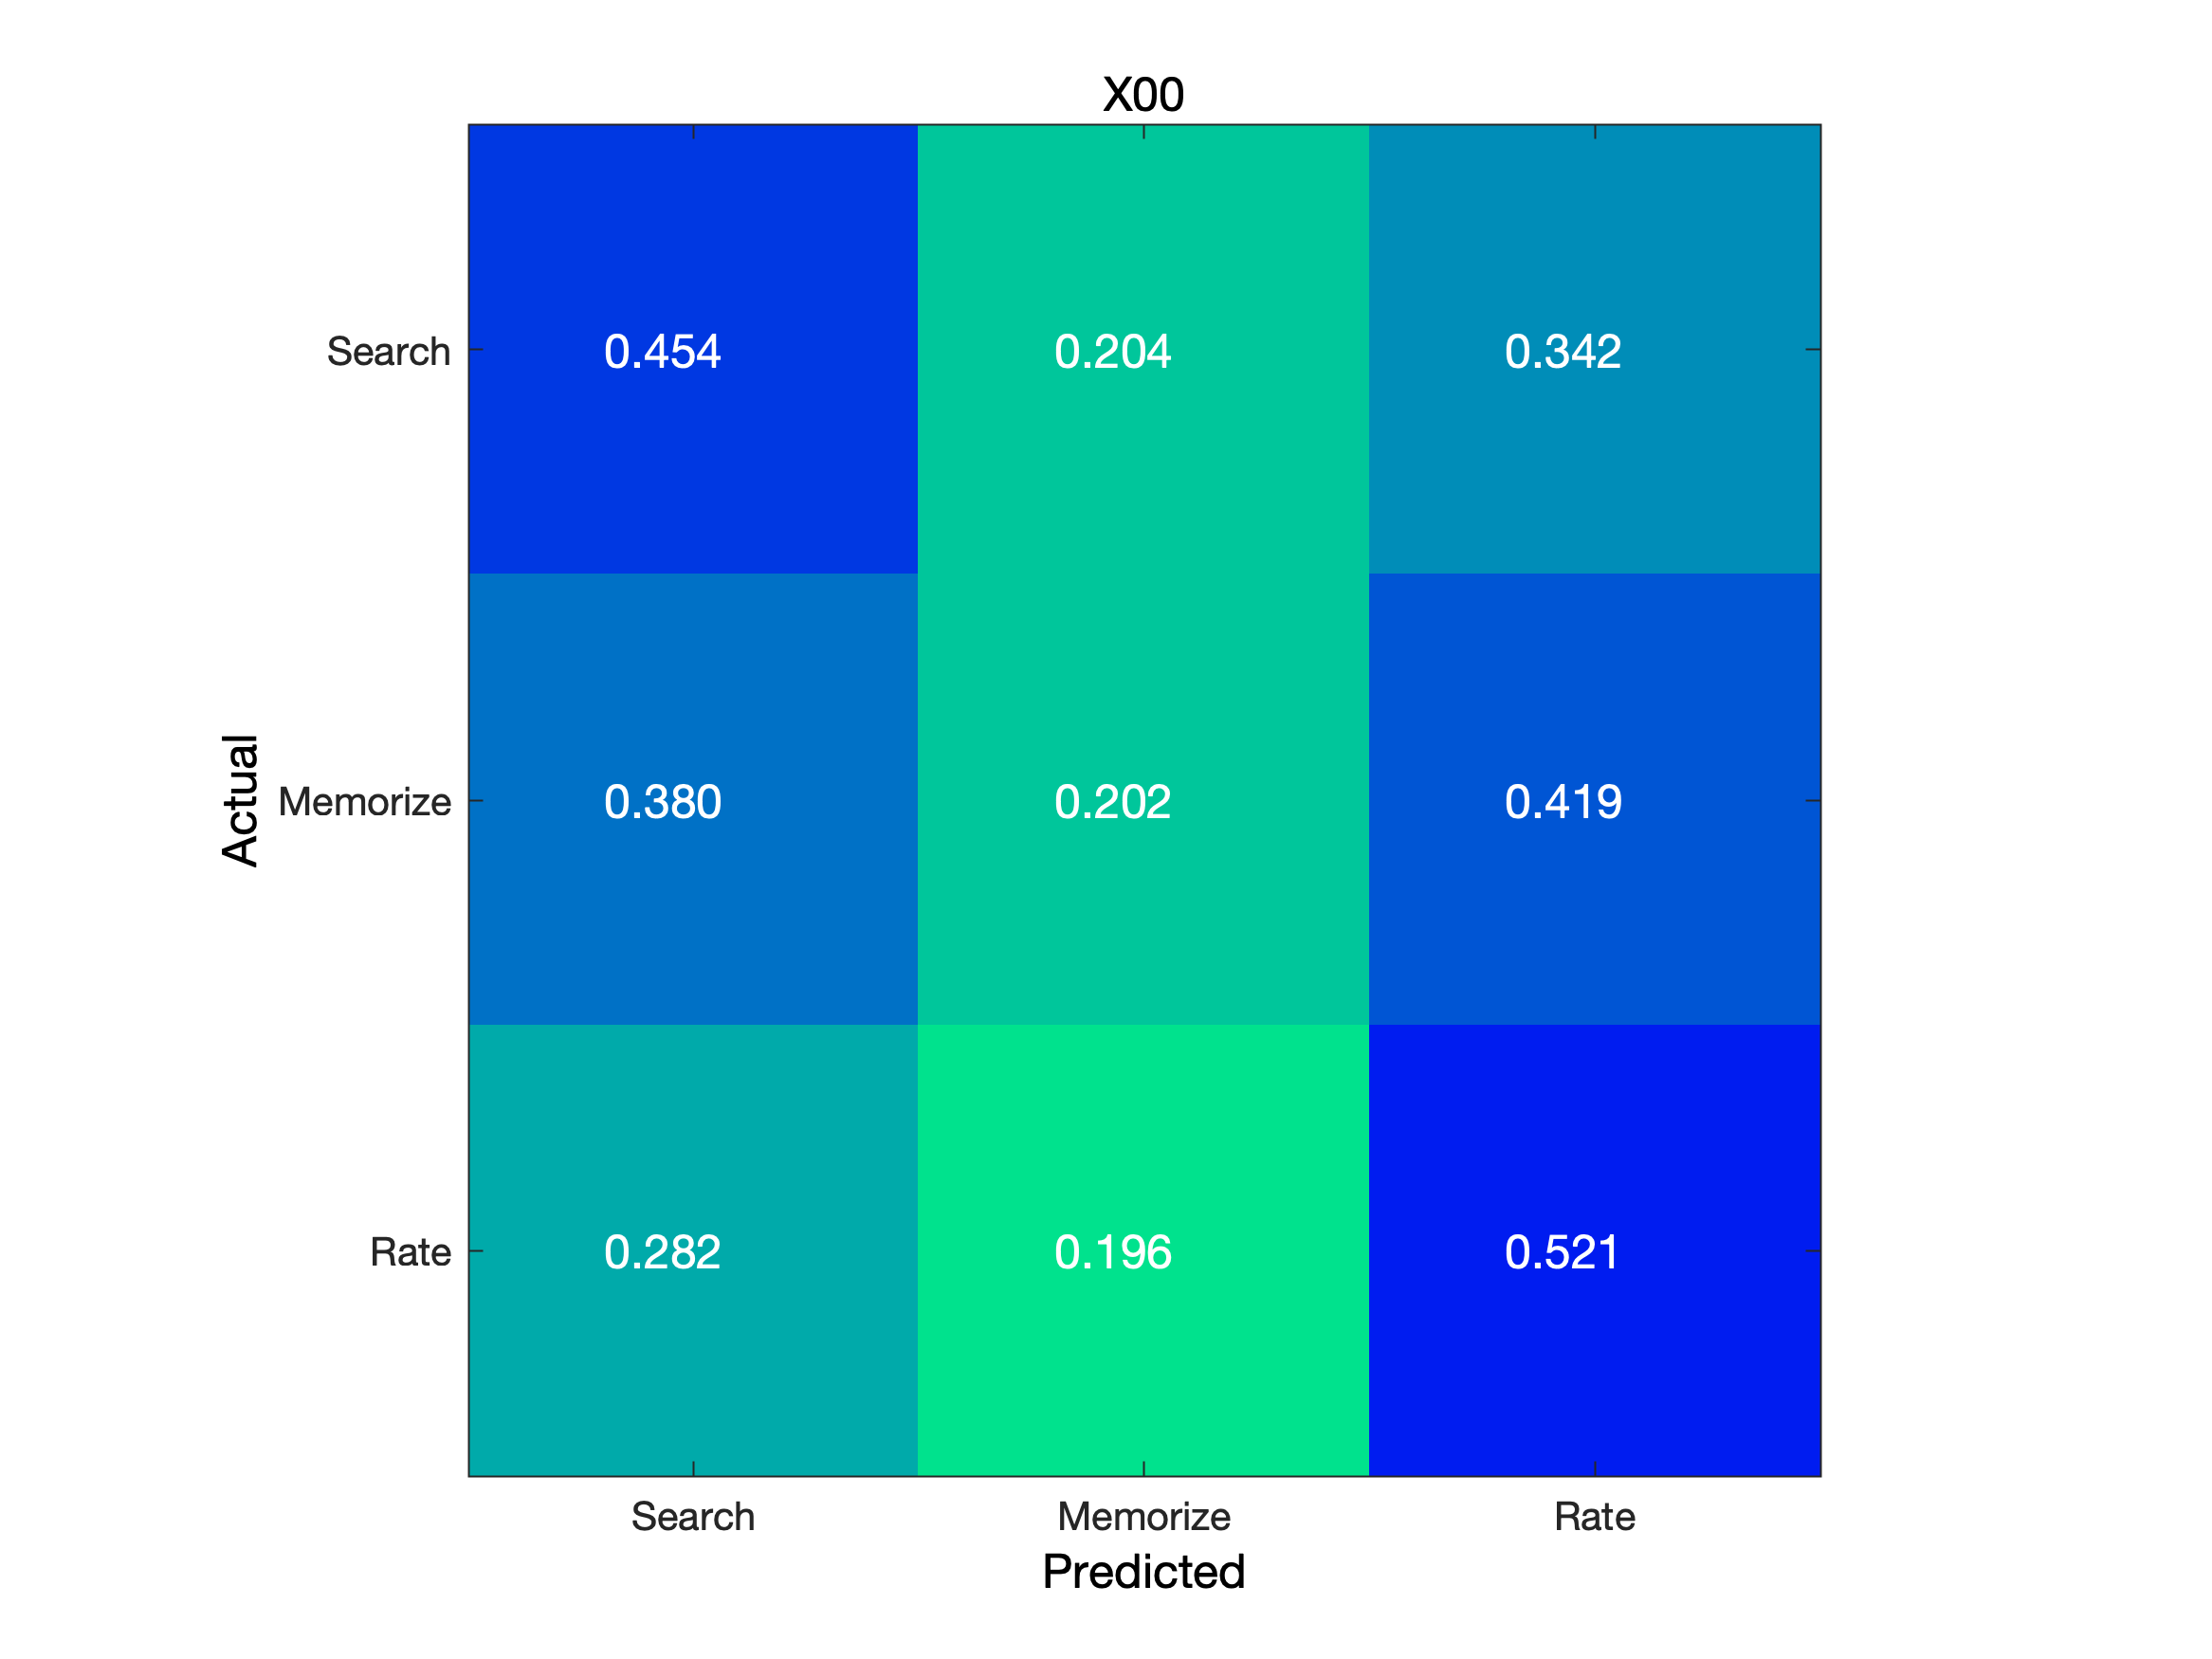 X00
Search 0.454 0.204 0.342
Actual
Memorize 0.380 0.202 0.419
Rate 0.282 0.196 0.521
Search Memorize Rate
Predicted